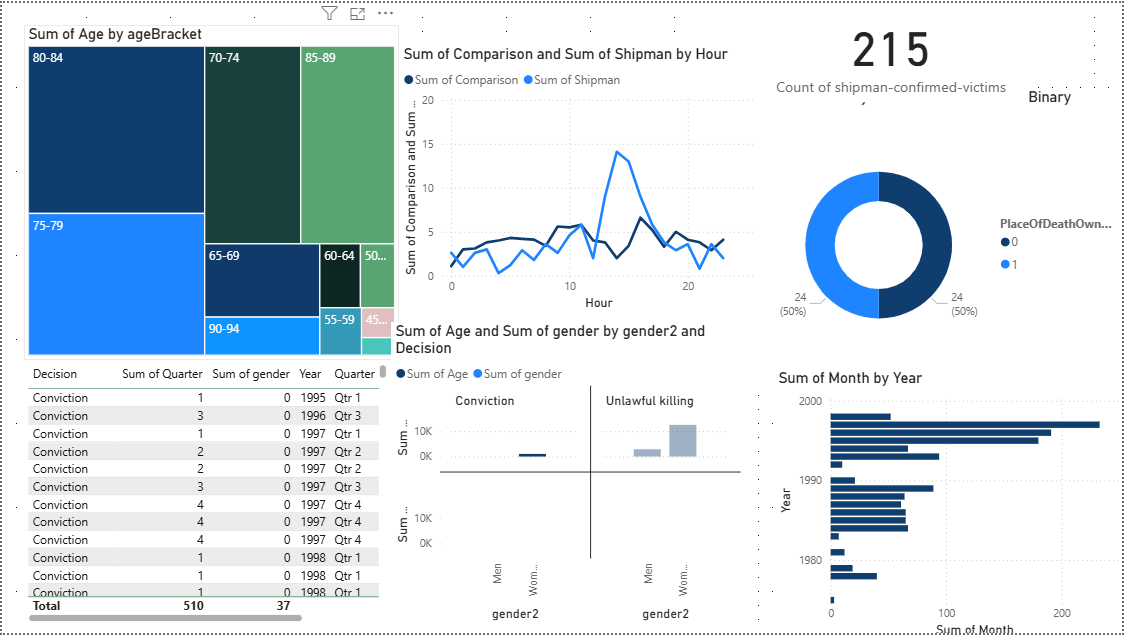 Sum of Age by ageBracket
80-84
70-74
85-89
75-79
65-69
60-64
50...
90-94
55-59
45...
Sum of Comparison and Sum of Shipman by Hour
Sum of Comparison Sum of Shipman
Sum of Comparison and Sum ...
20
15
10
5
0
0 10 20
Hour
215
Count of shipman-confirmed-victims
Binary
PlaceOfDeathOwn...
0
1
24
(50%)
24
(50%)
Decision Sum of Quarter Sum of gender Year Quarter
Conviction 1 0 1995 Qtr 1
Conviction 3 0 1996 Qtr 3
Conviction 1 0 1997 Qtr 1
Conviction 2 0 1997 Qtr 2
Conviction 2 0 1997 Qtr 2
Conviction 3 0 1997 Qtr 3
Conviction 4 0 1997 Qtr 4
Conviction 4 0 1997 Qtr 4
Conviction 4 0 1997 Qtr 4
Conviction 1 0 1998 Qtr 1
Conviction 1 0 1998 Qtr 1
Conviction 1 0 1998 Qtr 1
Total 510 37
Sum of Age and Sum of gender by gender2 and
Decision
Sum of Age Sum of gender
Conviction Unlawful killing
Sum ...
10K
0K
Sum ...
10K
0K
Men Wom... Men Wom...
gender2 gender2
Sum of Month by Year
Year
2000
1990
1980
0 100 200
Sum of Month